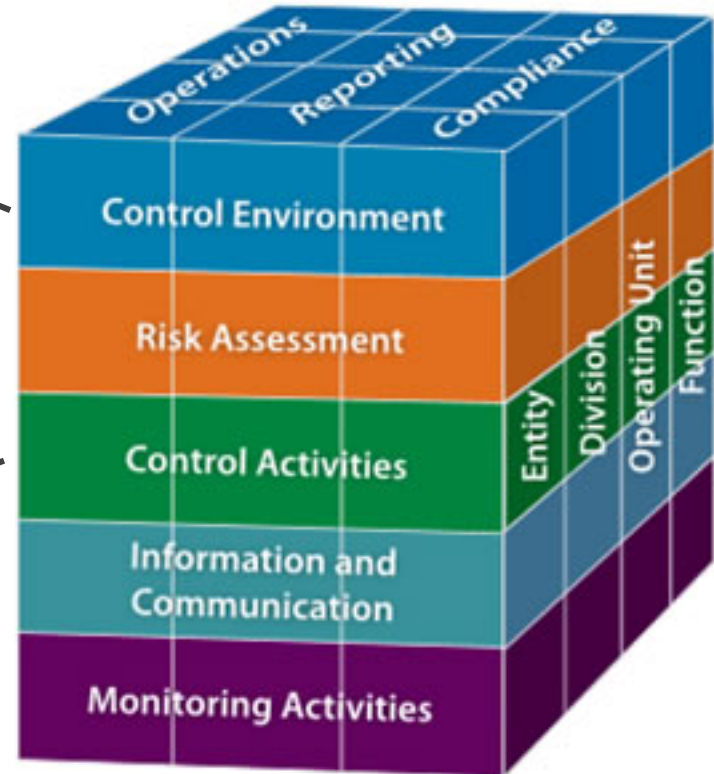 Operations
Reporting
Compliance
Control Environment
Risk Assessment
Control Activities
Information and
Communication
Monitoring Activities
Entity
Division
Operating Unit
Function